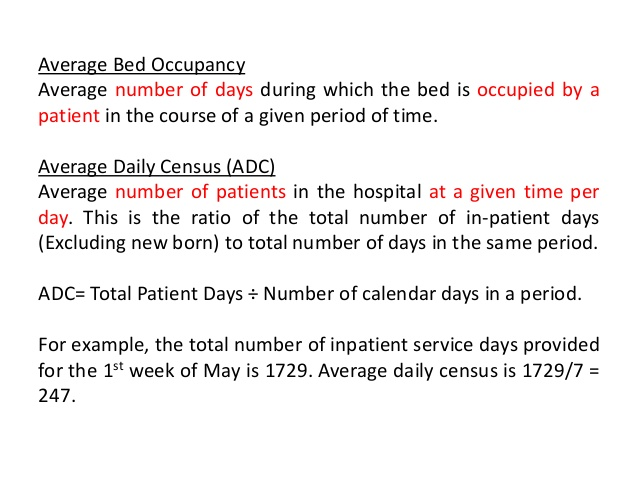 Average Bed Occupancy
Average number of days during which the bed is occupied by a
patient in the course of a given period of time.
Average Daily Census (ADC)
Average number of patients in the hospital at a given time per
day. This is the ratio of the total number of in-patient days
(Excluding new born) to total number of days in the same period.
ADC= Total Patient Days ÷ Number of calendar days in a period.
For example, the total number of inpatient service days provided
for the 1st week of May is 1729. Average daily census is 1729/7 =
247.